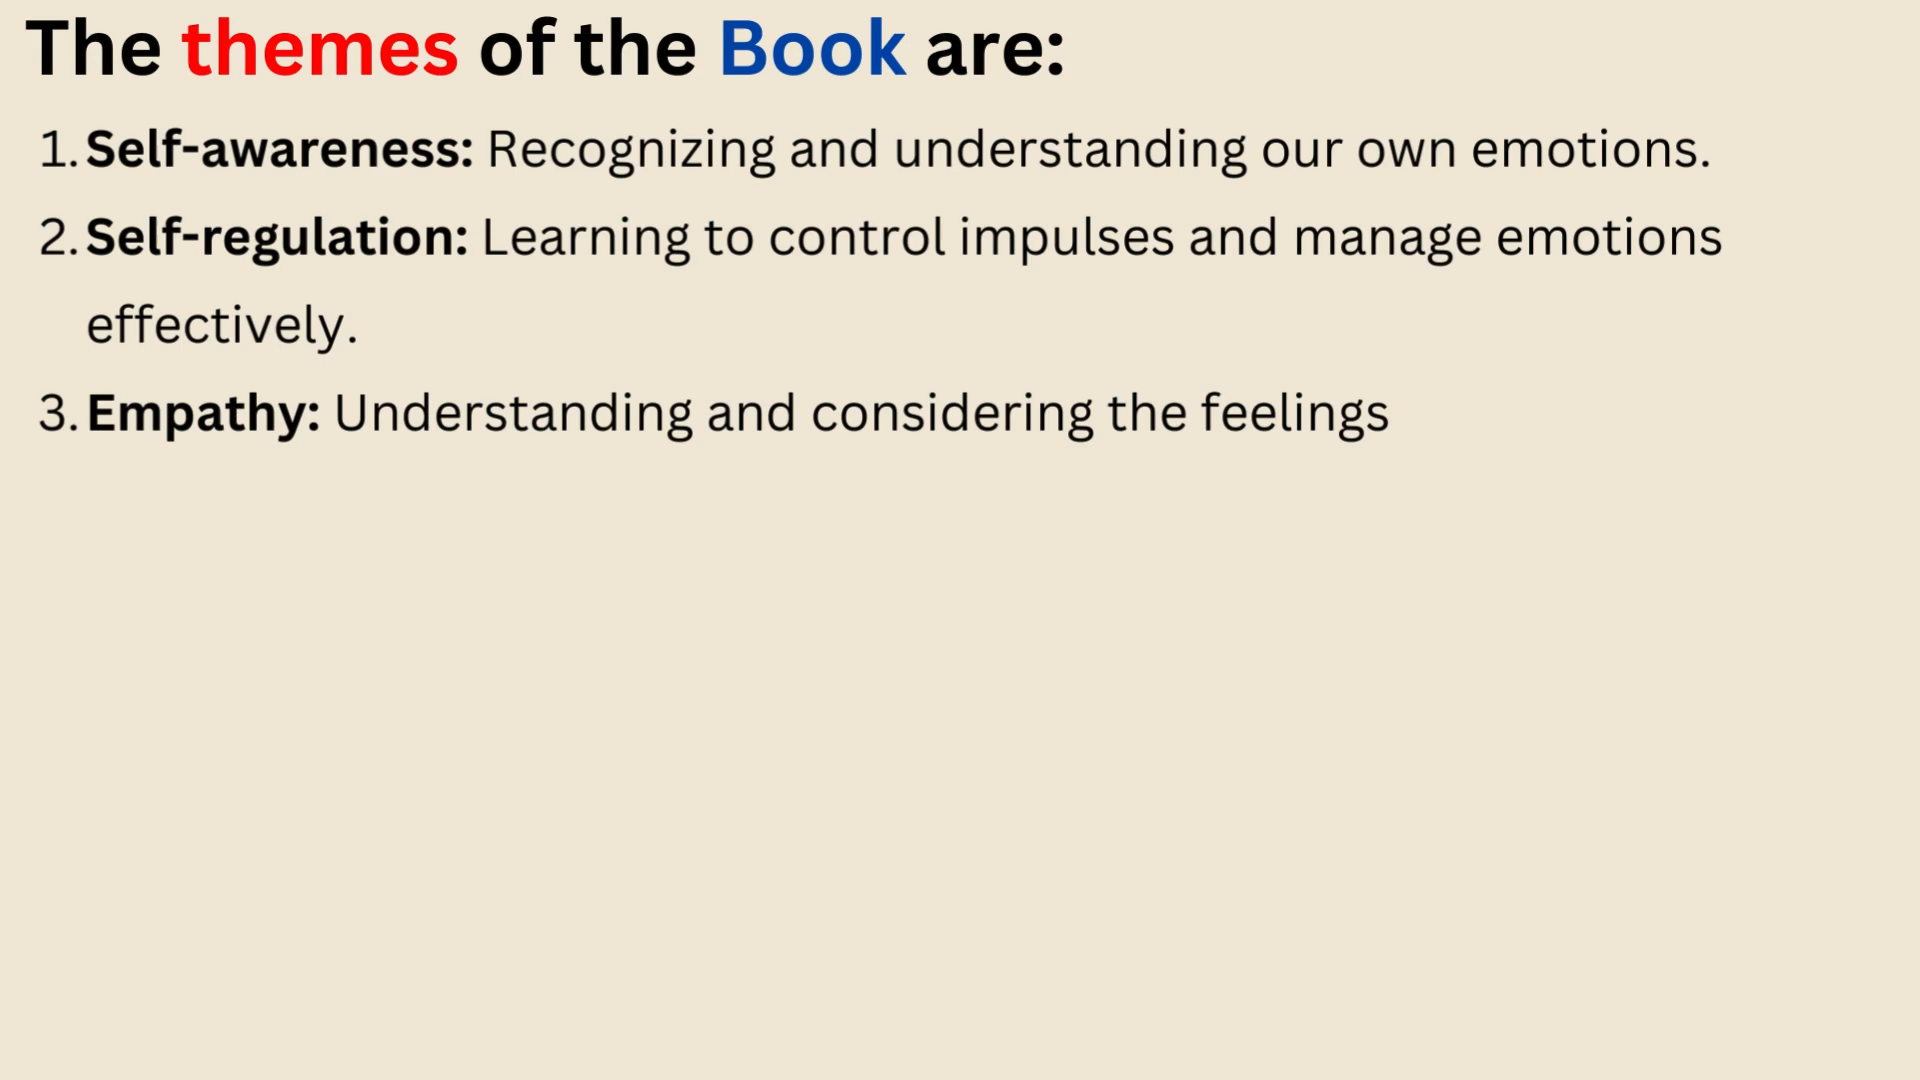 The themes of the Book are:
1. Self-awareness: Recognizing and understanding our own emotions.
2. Self-regulation: Learning to control impulses and manage emotions
effectively.
3. Empathy: Understanding and considering the feelings